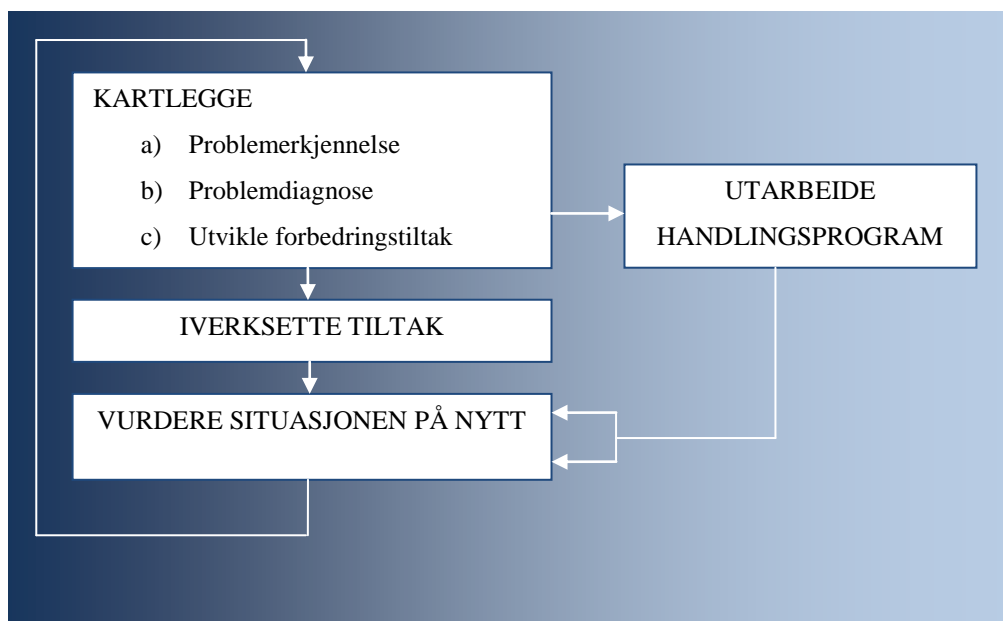 KARTLEGGE
a) Problemerkjennelse
b) Problemdiagnose
c) Utvikle forbedringstiltak
UTARBEIDE
HANDLINGSPROGRAM
IVERKSETTE TILTAK
VURDERE SITUASJONEN PÅ NYTT